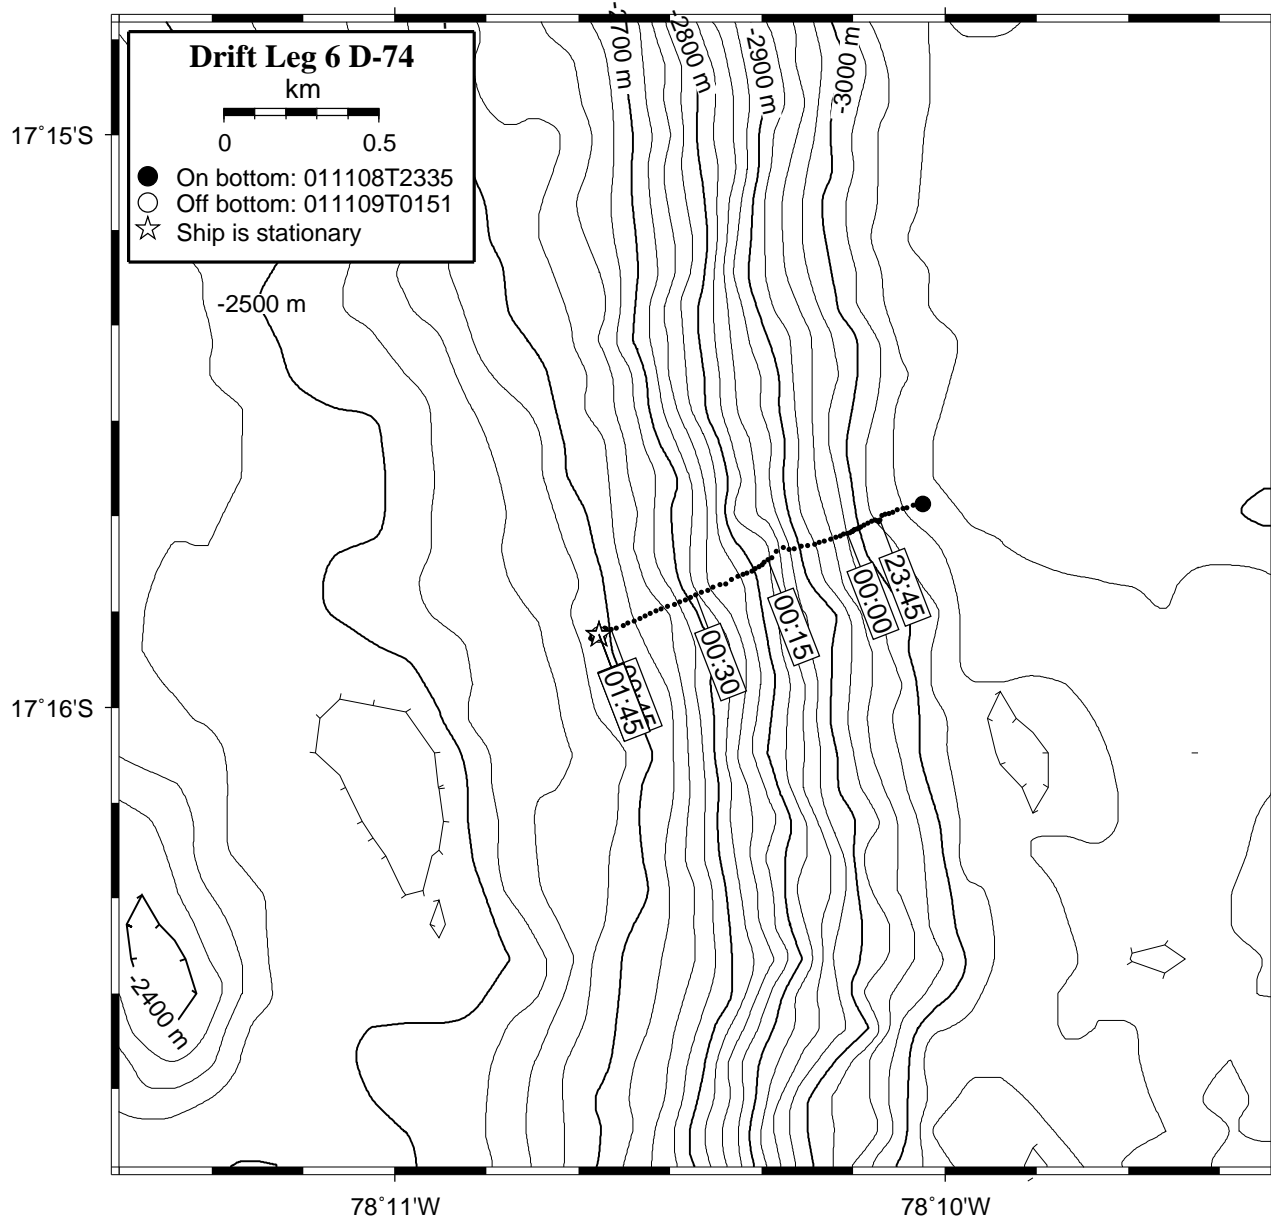 Drift Leg 6 D-74
km
0 0.5
On bottom: 011108T2335
Off bottom: 011109T0151
Ship is stationary
-2700 m
-2800 m
-2900 m
-3000 m
17°15'S
-2500 m
23:45
00:00
00:15
00:30
00:45
01:45
17°16'S
-2400 m
78°11'W
78°10'W